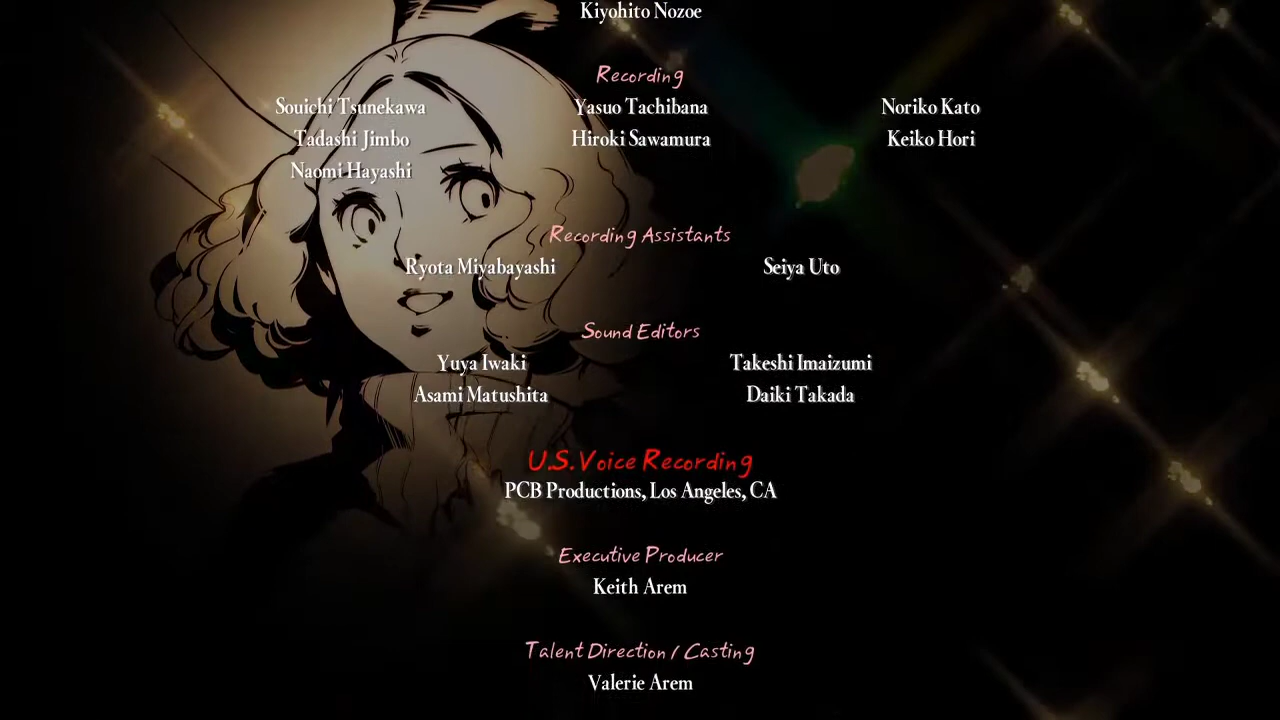 Kiyohito Nozoe
Recording
Souichi Tsunekawa Yasuo Tachibana Noriko Kato
Tadashi Jimbo Hiroki Sawamura Keiko Hori
Naomi Hayashi
Recording Assistants
Ryota Miyabayashi Seiya Uto
Sound Editors
Yuya Iwaki Takeshi Imaizumi
Asami Matushita Daiki Takada
U.S.Voice Recording
PCB Productions, Los Angeles, CA
Executive Producer
Keith Arem
Talent Direction / Casting
Valerie Arem